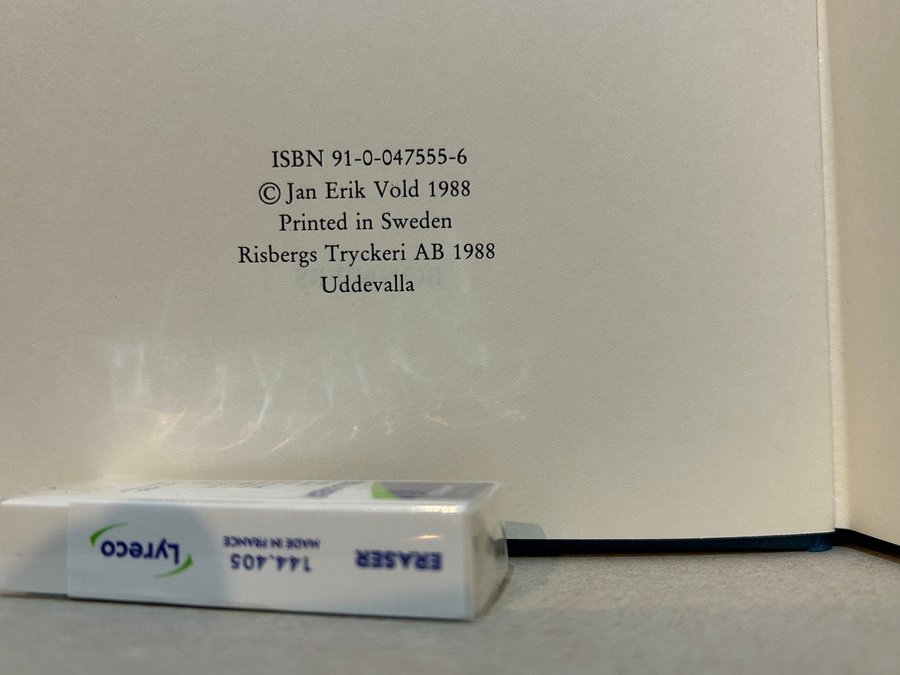 ISBN 91-0-047555-6
© Jan Erik Vold 1988
Printed in Sweden
Risbergs Tryckeri AB 1988
Uddevalla
ERASER
144.405
MADE IN FRANCE
Lyreco